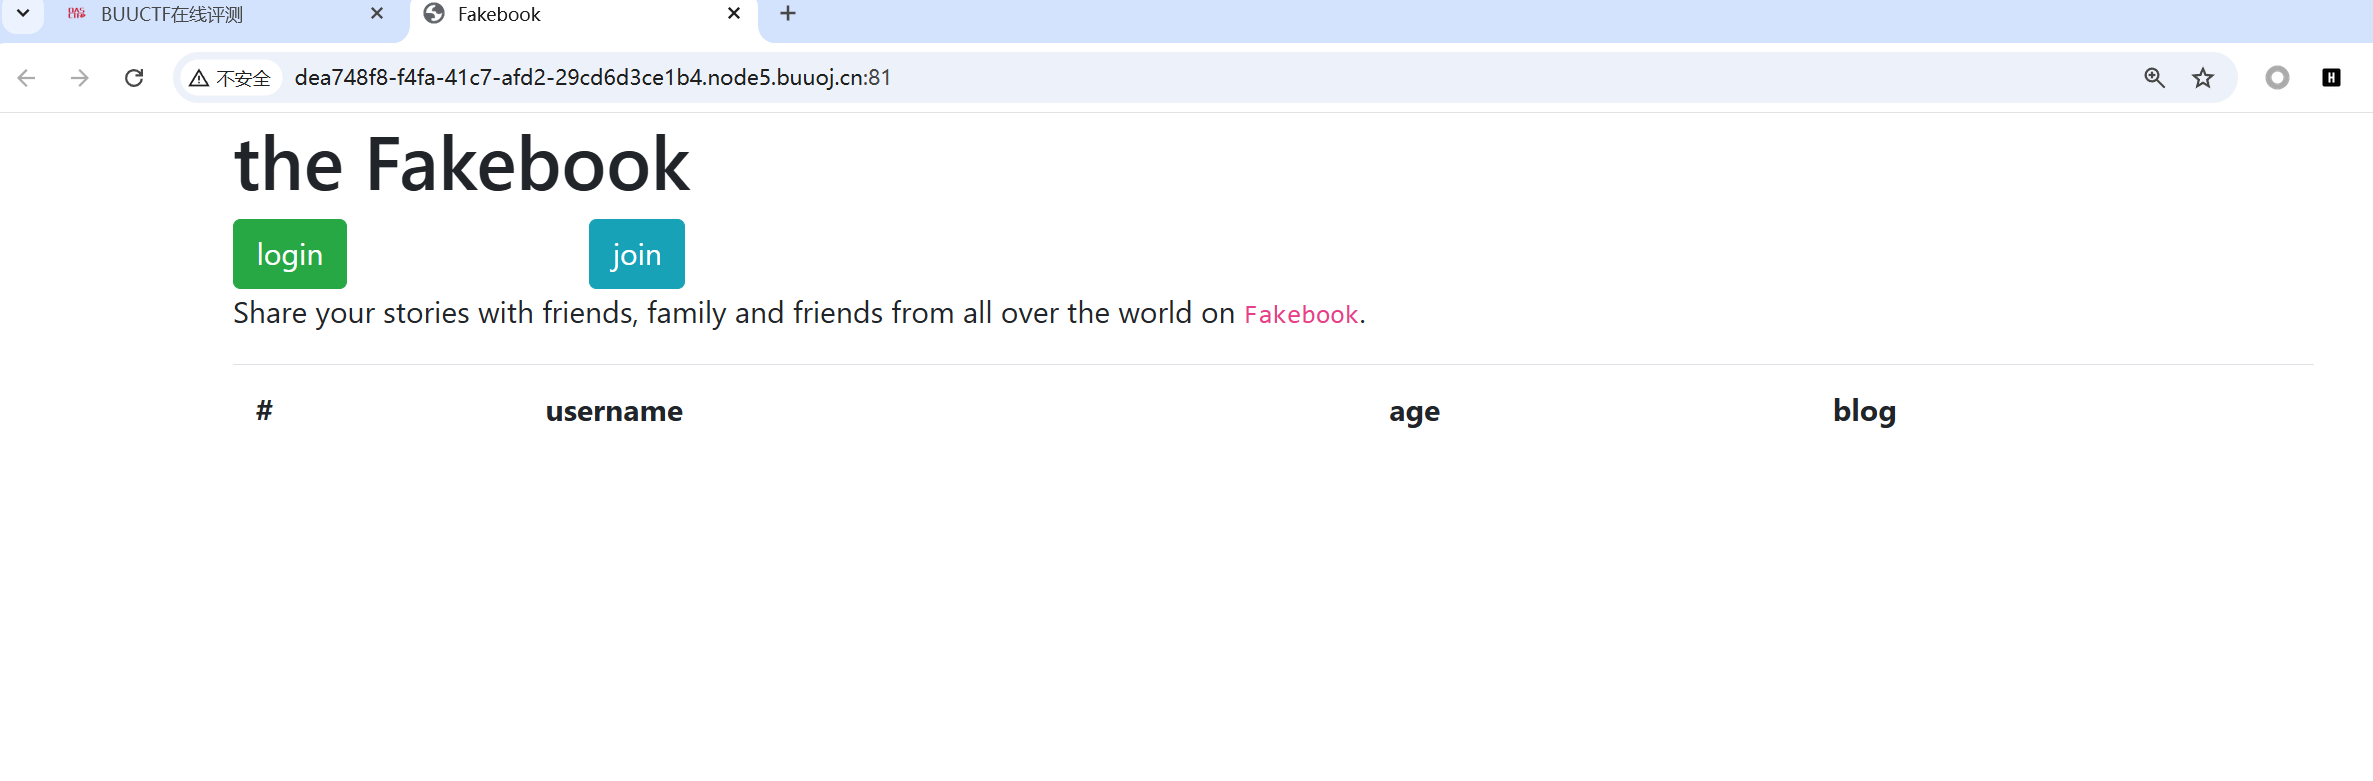 BUUCTF在线评测
Fakebook
不安全 dea748f8-f4fa-41c7-afd2-29cd6d3ce1b4.node5.buuoj.cn:81
H
the Fakebook
login join
Share your stories with friends, family and friends from all over the world on Fakebook.
# username age blog